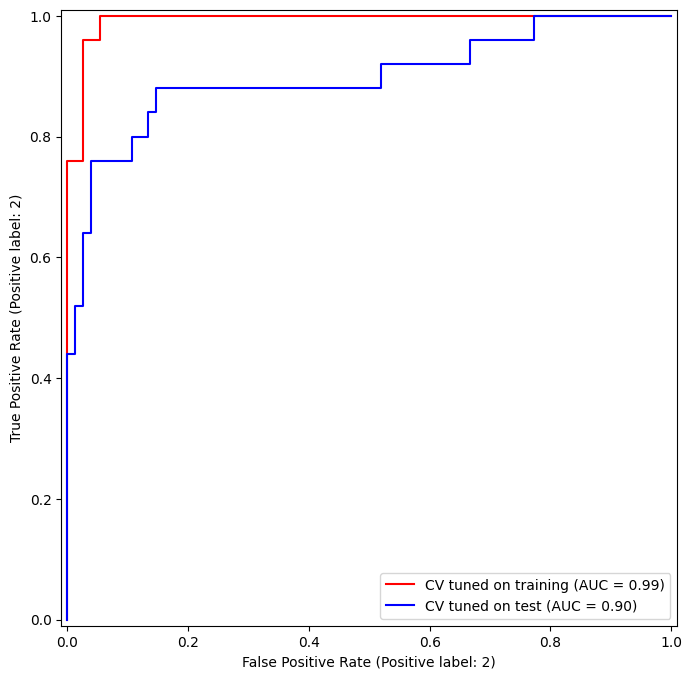 1.0
0.8
0.6
0.4
0.2
0.0
True Positive Rate (Positive label: 2)
CV tuned on training (AUC = 0.99)
CV tuned on test (AUC = 0.90)
0.0 0.2 0.4 0.6 0.8 1.0
False Positive Rate (Positive label: 2)